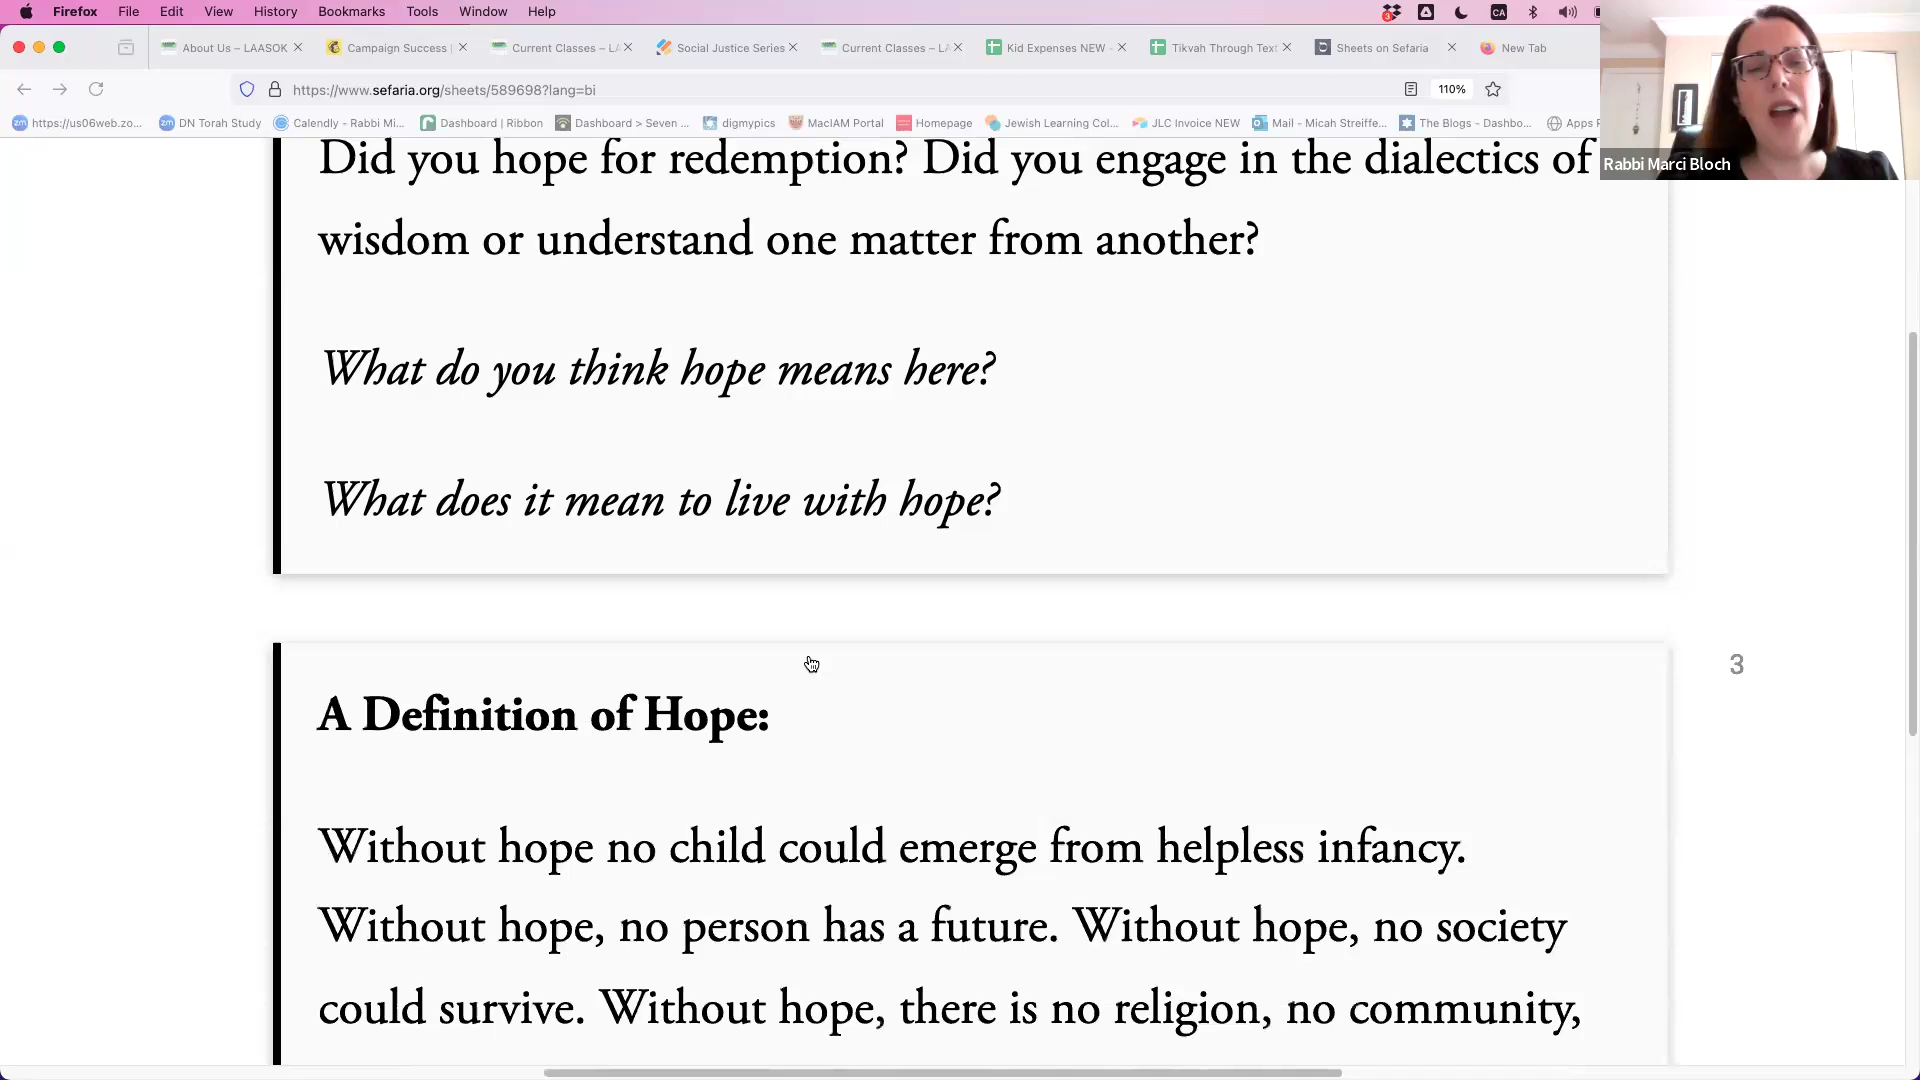 Firefox File Edit View History Bookmarks Tools Window Help
CA
About Us – LAASOK
Campaign Success
Current Classes – LA
Social Justice Series
Current Classes – LA
Kid Expenses NEW -
Tikvah Through Text
Sheets on Sefaria
New Tab
https://www.sefaria.org/sheets/589698?lang=bi
110%
https://us06web.zo...
DN Torah Study
Calendly - Rabbi Mi...
Dashboard | Ribbon
Dashboard > Seven ...
digmypics
MacIAM Portal
Homepage
Jewish Learning Col...
JLC Invoice NEW
Mail - Micah Streiffe...
The Blogs - Dashbo...
Apps
Rabbi Marci Bloch
Did you hope for redemption? Did you engage in the dialectics of
wisdom or understand one matter from another?
What do you think hope means here?
What does it mean to live with hope?
3
A Definition of Hope:
Without hope no child could emerge from helpless infancy.
Without hope, no person has a future. Without hope, no society
could survive. Without hope, there is no religion, no community,